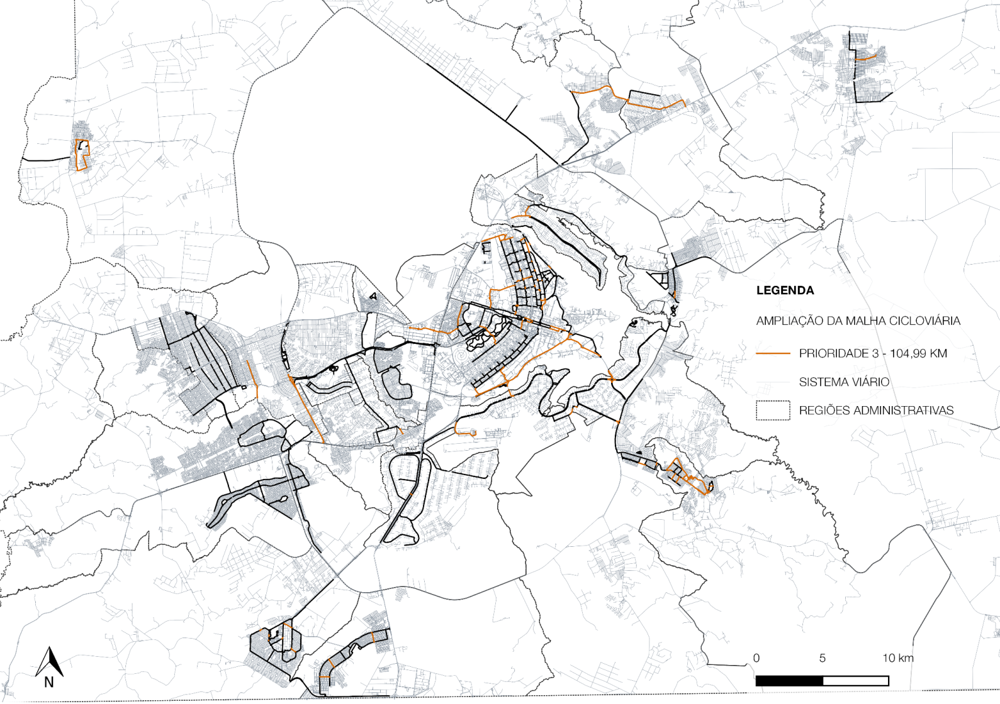 LEGENDA
AMPLIAÇÃO DA MALHA CICLOVIÁRIA
PRIORIDADE 3 - 104,99 KM
SISTEMA VIÁRIO
REGIÕES ADMINISTRATIVAS
0 5 10 km
N